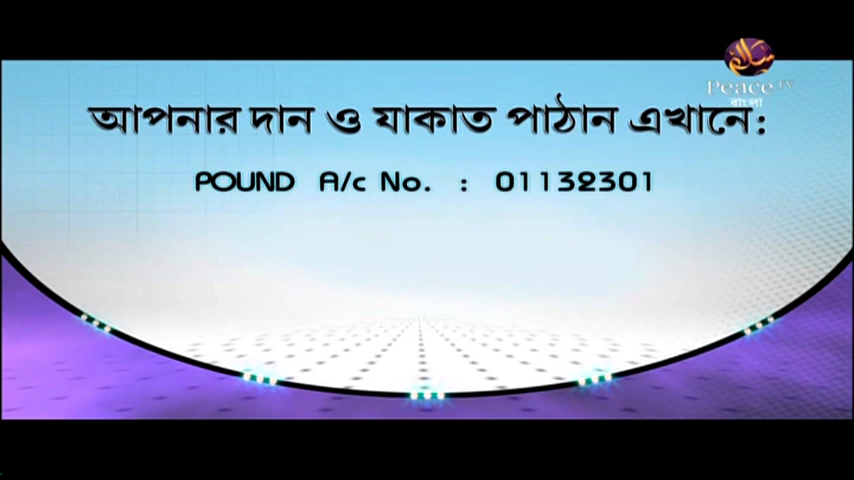 Peace TV
বাংলা
আপনার দান ও যাকাত পাঠান এখানে:
POUND A/c No. : 01132301